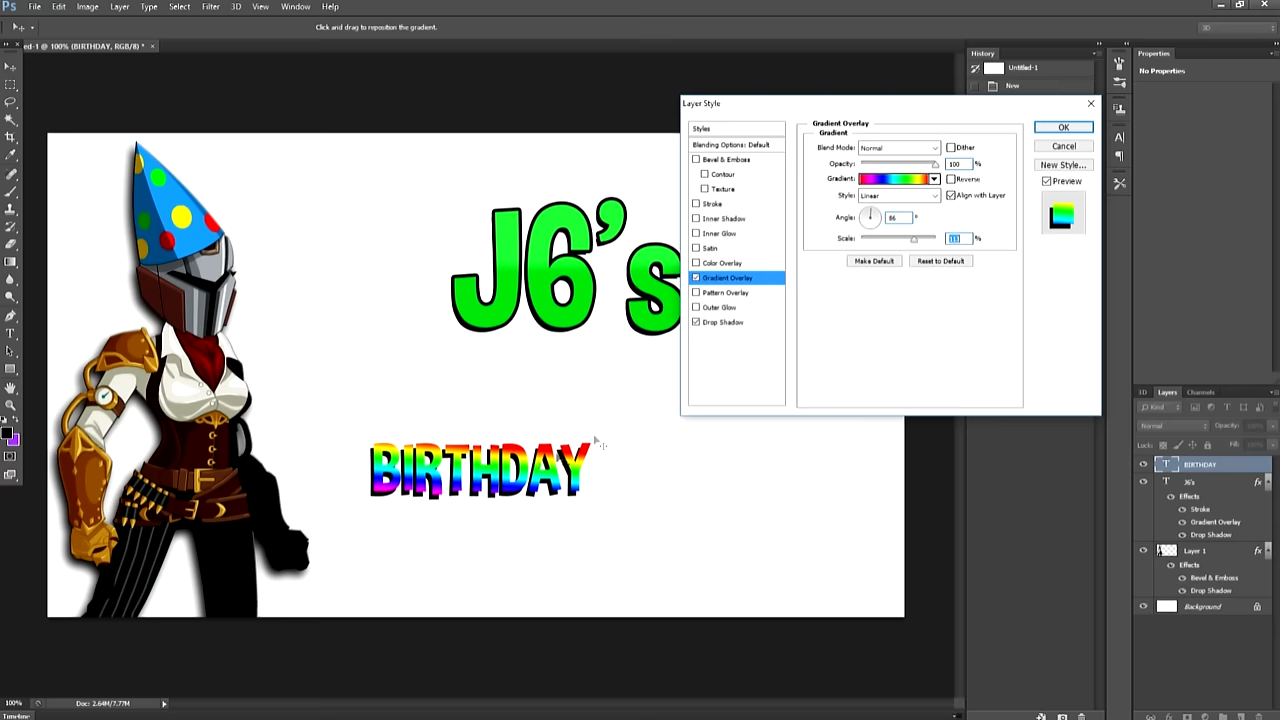 Ps File Edit Image Layer Type Select Filter 3D View Window Help
Click and drag to reposition the gradient.
3D
ed-1 @ 100% (BIRTHDAY, RGB/8) * ×
History
Properties
Untitled-1
No Properties
New
Layer Style
Styles
Blending Options: Default
Bevel & Emboss
Contour
Texture
Stroke
Inner Shadow
Inner Glow
Satin
Color Overlay
Gradient Overlay
Pattern Overlay
Outer Glow
Drop Shadow
Gradient Overlay
Gradient
Blend Mode: Normal Dither
Opacity: 100 %
Gradient: Reverse
Style: Linear Align with Layer
Angle: 86 °
Scale: %
Make Default Reset to Default
OK
Cancel
New Style...
Preview
J6's
BIRTHDAY
3D Layers Channels
Kind
Normal Opacity: 100%
Lock: Fill: 100%
T BIRTHDAY
T J6's fx
Effects
Stroke
Gradient Overlay
Drop Shadow
Layer 1 fx
Effects
Bevel & Emboss
Drop Shadow
Background
100% Doc: 2.64M/7.77M
Timeline